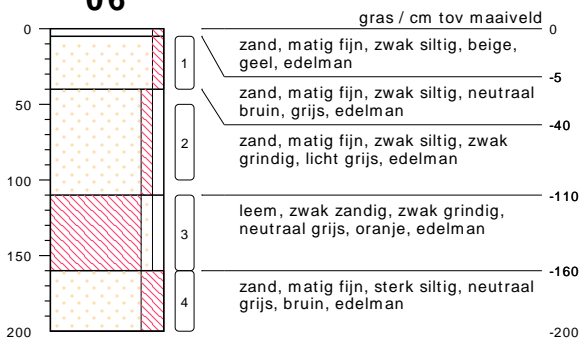 06
gras / cm tov maaiveld
0
0
zand, matig fijn, zwak siltig, beige,
geel, edelman
1
-5
zand, matig fijn, zwak siltig, neutraal
bruin, grijs, edelman
50
-40
zand, matig fijn, zwak siltig, zwak
grindig, licht grijs, edelman
2
100
-110
leem, zwak zandig, zwak grindig,
neutraal grijs, oranje, edelman
3
150
-160
zand, matig fijn, sterk siltig, neutraal
grijs, bruin, edelman
4
200
-200